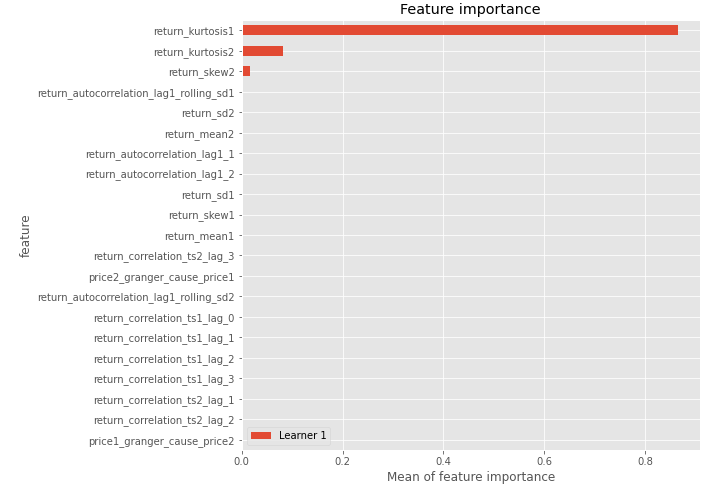 Feature importance
return_kurtosis1
return_kurtosis2
return_skew2
return_autocorrelation_lag1_rolling_sd1
return_sd2
return_mean2
return_autocorrelation_lag1_1
return_autocorrelation_lag1_2
return_sd1
return_skew1
return_mean1
return_correlation_ts2_lag_3
price2_granger_cause_price1
return_autocorrelation_lag1_rolling_sd2
return_correlation_ts1_lag_0
return_correlation_ts1_lag_1
return_correlation_ts1_lag_2
return_correlation_ts1_lag_3
return_correlation_ts2_lag_1
return_correlation_ts2_lag_2
price1_granger_cause_price2
feature
Learner 1
0.0 0.2 0.4 0.6 0.8
Mean of feature importance